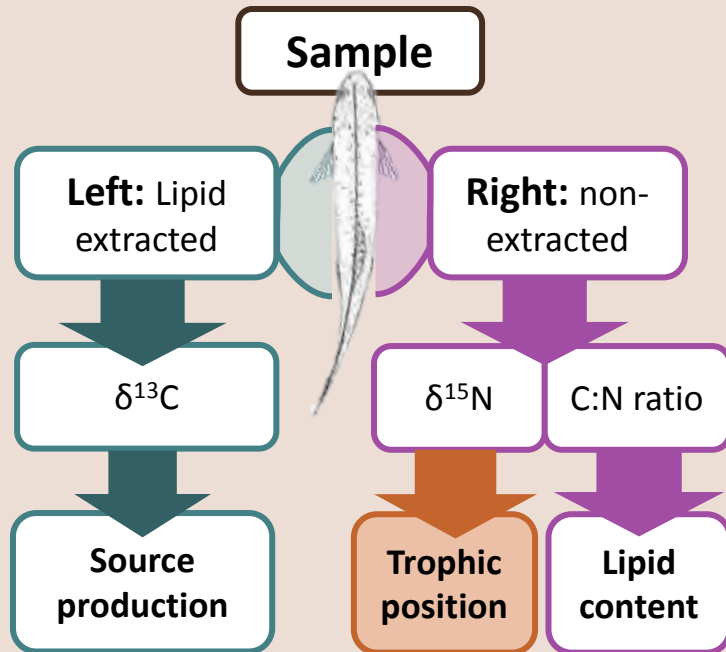 Sample
Left: Lipid
extracted
Right: non-
extracted
δ¹³C
δ¹⁵N
C:N ratio
Source
production
Trophic
position
Lipid
content